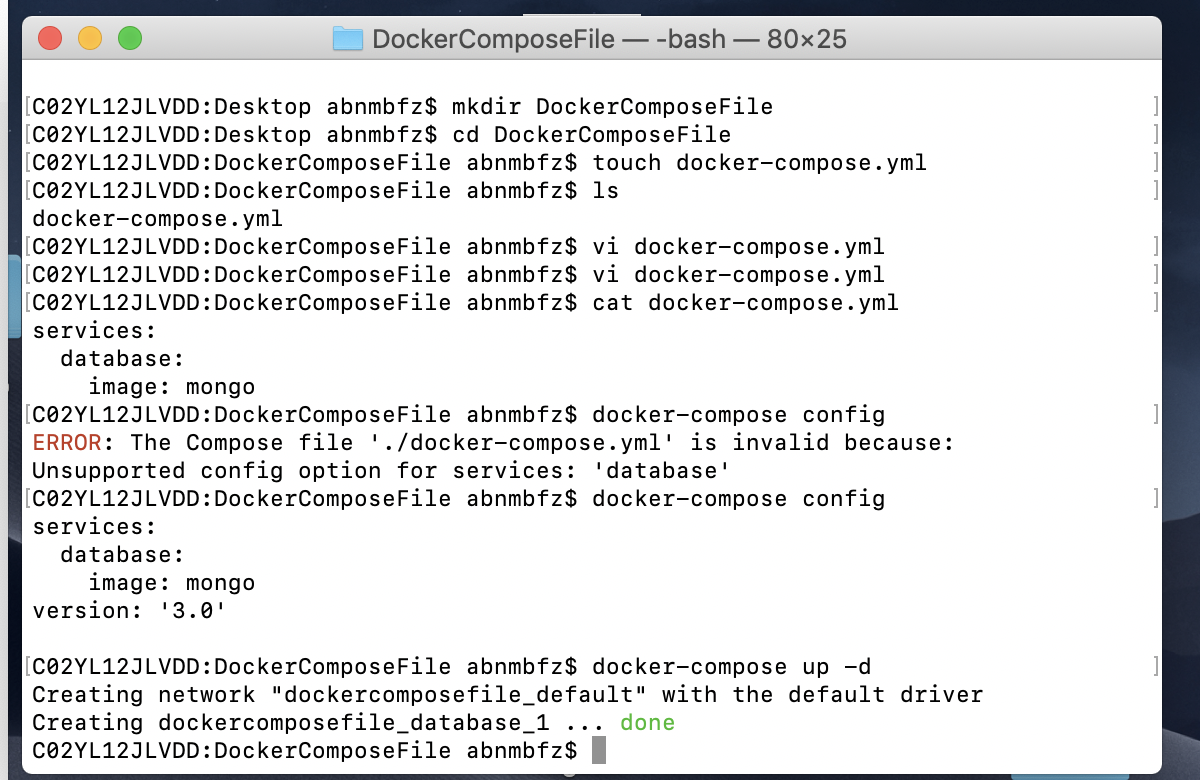 DockerComposeFile — -bash — 80×25
[C02YL12JLVDD:Desktop abnmbfz$ mkdir DockerComposeFile ]
[C02YL12JLVDD:Desktop abnmbfz$ cd DockerComposeFile ]
[C02YL12JLVDD:DockerComposeFile abnmbfz$ touch docker-compose.yml ]
[C02YL12JLVDD:DockerComposeFile abnmbfz$ ls ]
docker-compose.yml
[C02YL12JLVDD:DockerComposeFile abnmbfz$ vi docker-compose.yml ]
[C02YL12JLVDD:DockerComposeFile abnmbfz$ vi docker-compose.yml ]
[C02YL12JLVDD:DockerComposeFile abnmbfz$ cat docker-compose.yml ]
services:
  database:
    image: mongo
[C02YL12JLVDD:DockerComposeFile abnmbfz$ docker-compose config ]
ERROR: The Compose file './docker-compose.yml' is invalid because:
Unsupported config option for services: 'database'
[C02YL12JLVDD:DockerComposeFile abnmbfz$ docker-compose config ]
services:
  database:
    image: mongo
version: '3.0'
[C02YL12JLVDD:DockerComposeFile abnmbfz$ docker-compose up -d ]
Creating network "dockercomposefile_default" with the default driver
Creating dockercomposefile_database_1 ... done
C02YL12JLVDD:DockerComposeFile abnmbfz$